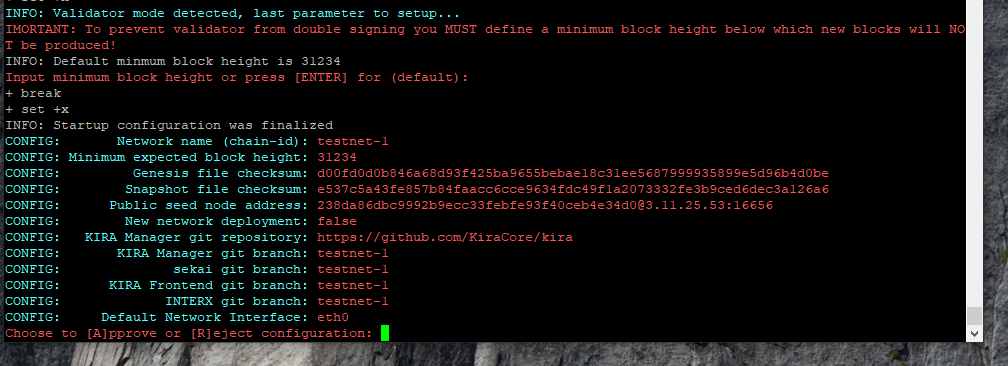 INFO: Validator mode detected, last parameter to setup...
IMORTANT: To prevent validator from double signing you MUST define a minimum block height below which new blocks will NO
T be produced!
INFO: Default minmum block height is 31234
Input minimum block height or press [ENTER] for (default):
+ break
+ set +x
INFO: Startup configuration was finalized
CONFIG: Network name (chain-id): testnet-1
CONFIG: Minimum expected block height: 31234
CONFIG: Genesis file checksum: d00fd0d0b846a68d93f425ba9655bebae18c31ee5687999935899e5d96b4d0be
CONFIG: Snapshot file checksum: e537c5a43fe857b84faacc6cce9634fdc49f1a2073332fe3b9ced6dec3a126a6
CONFIG: Public seed node address: 238da86dbc9992b9ecc33febfe93f40ceb4e34d0@3.11.25.53:16656
CONFIG: New network deployment: false
CONFIG: KIRA Manager git repository: https://github.com/KiraCore/kira
CONFIG: KIRA Manager git branch: testnet-1
CONFIG: sekai git branch: testnet-1
CONFIG: KIRA Frontend git branch: testnet-1
CONFIG: INTERX git branch: testnet-1
CONFIG: Default Network Interface: eth0
Choose to [A]pprove or [R]eject configuration: